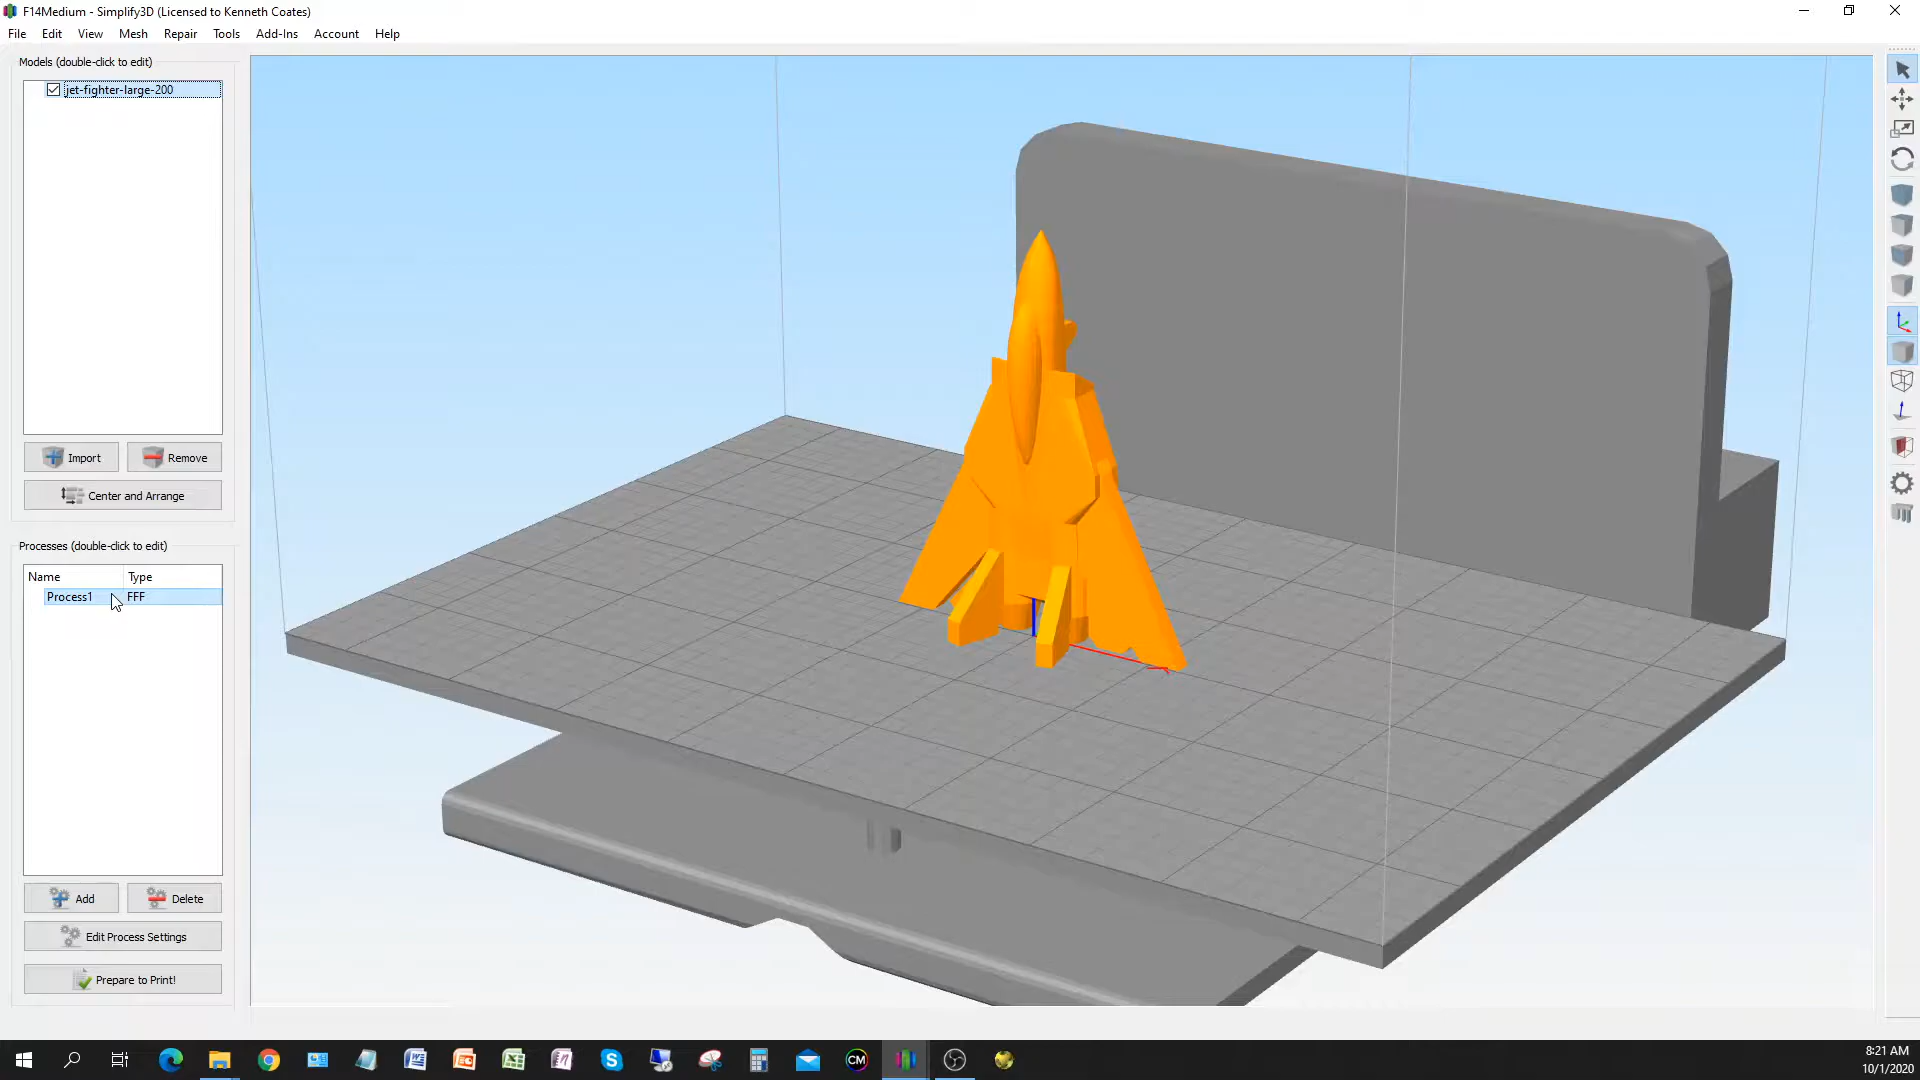 F14Medium - Simplify3D (Licensed to Kenneth Coates)
File Edit View Mesh Repair Tools Add-Ins Account Help
Models (double-click to edit)
jet-fighter-large-200
Import Remove
Center and Arrange
Processes (double-click to edit)
Name Type
Process1 FFF
Add Delete
Edit Process Settings
Prepare to Print!
CM
8:21 AM
10/1/2020